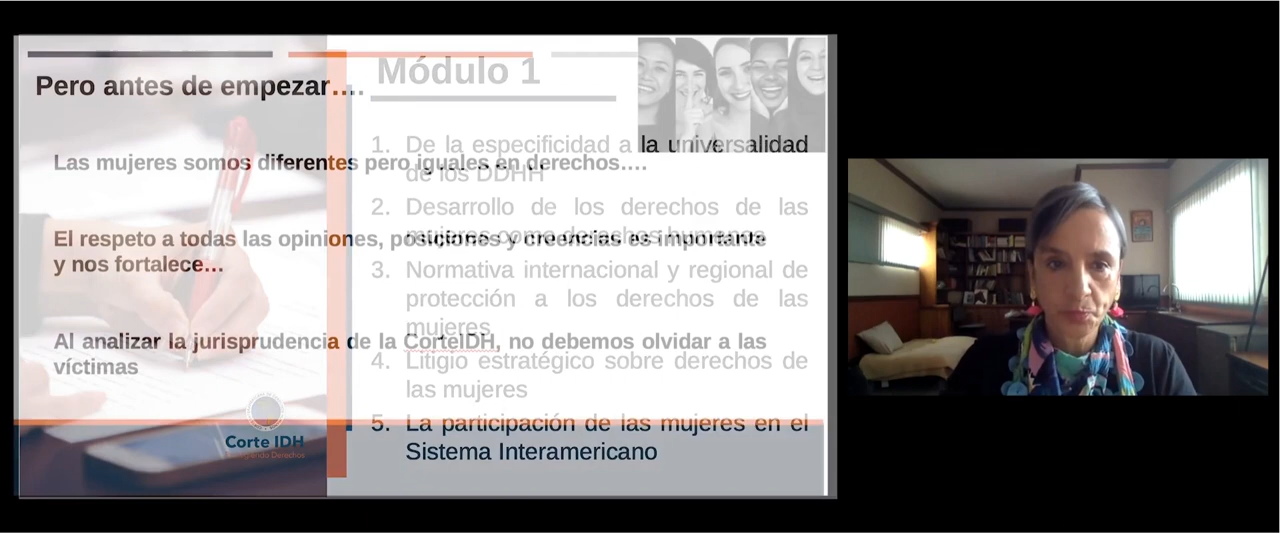 Pero antes de empezar….
Las mujeres somos diferentes pero iguales en derechos….
El respeto a todas las opiniones, posiciones y creencias es importante
y nos fortalece…
Al analizar la jurisprudencia de la CorteIDH, no debemos olvidar a las
víctimas
Corte IDH
Protegiendo Derechos
Módulo 1
1. De la especificidad a la universalidad
de los DDHH
2. Desarrollo de los derechos de las
mujeres como derechos humanos
3. Normativa internacional y regional de
protección a los derechos de las
mujeres
4. Litigio estratégico sobre derechos de
las mujeres
5. La participación de las mujeres en el
Sistema Interamericano